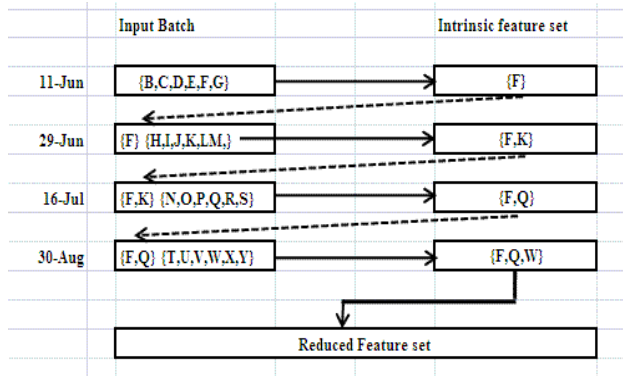 Input Batch Intrinsic feature set
11-Jun {B,C,D,E,F,G} {F}
29-Jun {F} {H,I,J,K,LM,} {F,K}
16-Jul {F,K} {N,O,P,Q,R,S} {F,Q}
30-Aug {F,Q} {T,U,V,W,X,Y} {F,Q,W}
Reduced Feature set